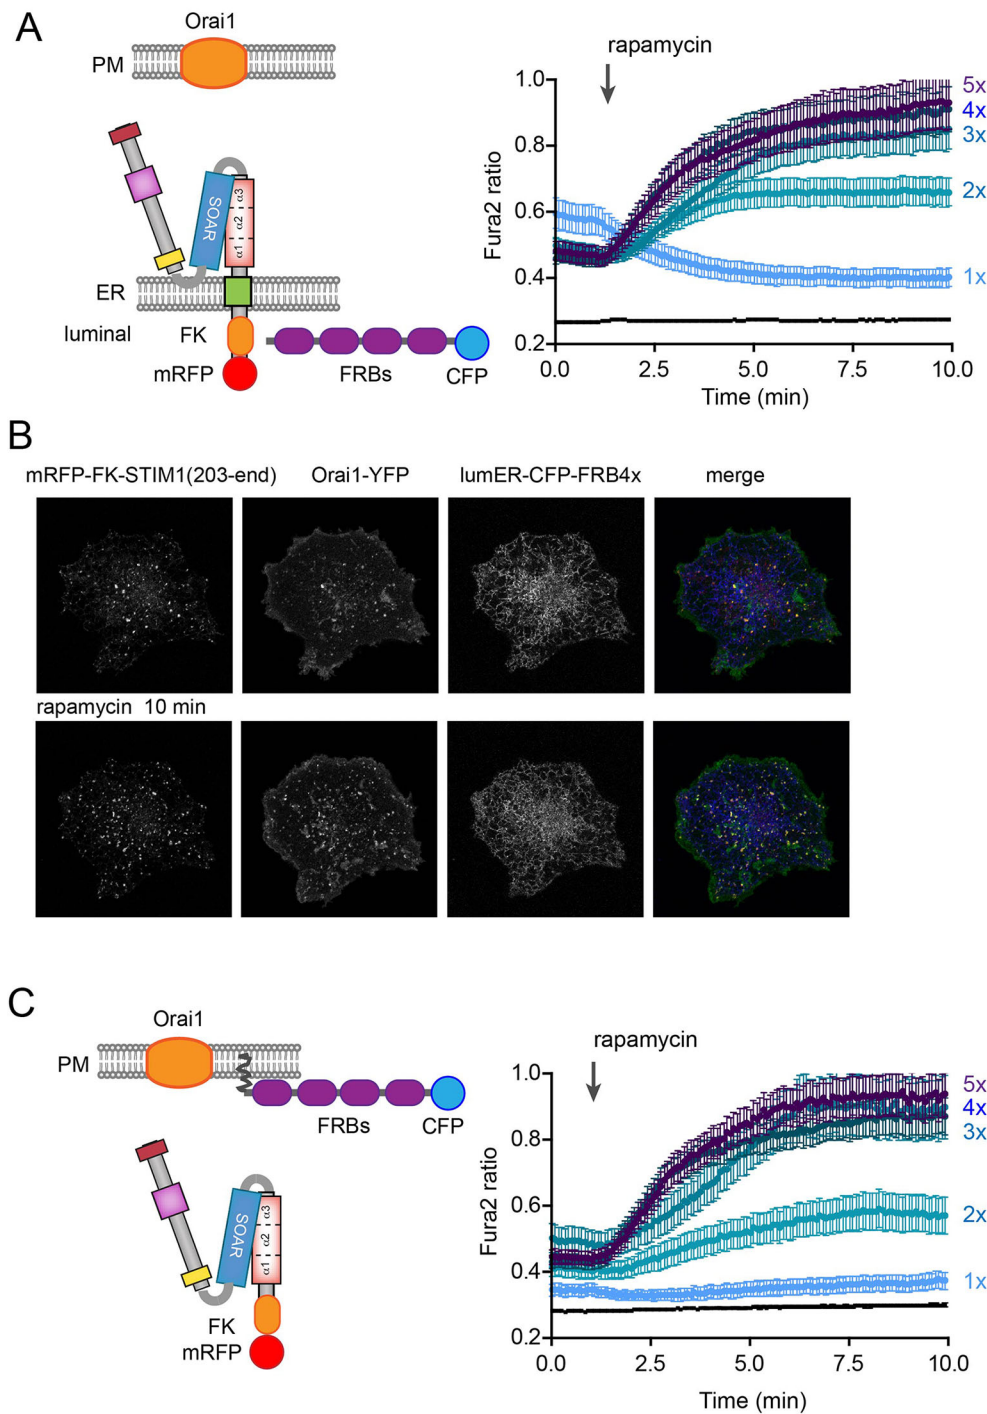 A
Orai1
PM
SOAR
α1 α2 α3
ER
luminal
FK
mRFP
FRBs
CFP
rapamycin
Fura2 ratio
1.0
0.8
0.6
0.4
0.2
0.0 2.5 5.0 7.5 10.0
Time (min)
5x
4x
3x
2x
1x
B
mRFP-FK-STIM1(203-end) Orai1-YFP lumER-CFP-FRB4x merge
rapamycin 10 min
C
Orai1
PM
FRBs
CFP
SOAR
α1 α2 α3
FK
mRFP
rapamycin
Fura2 ratio
1.0
0.8
0.6
0.4
0.2
0.0 2.5 5.0 7.5 10.0
Time (min)
5x
4x
3x
2x
1x